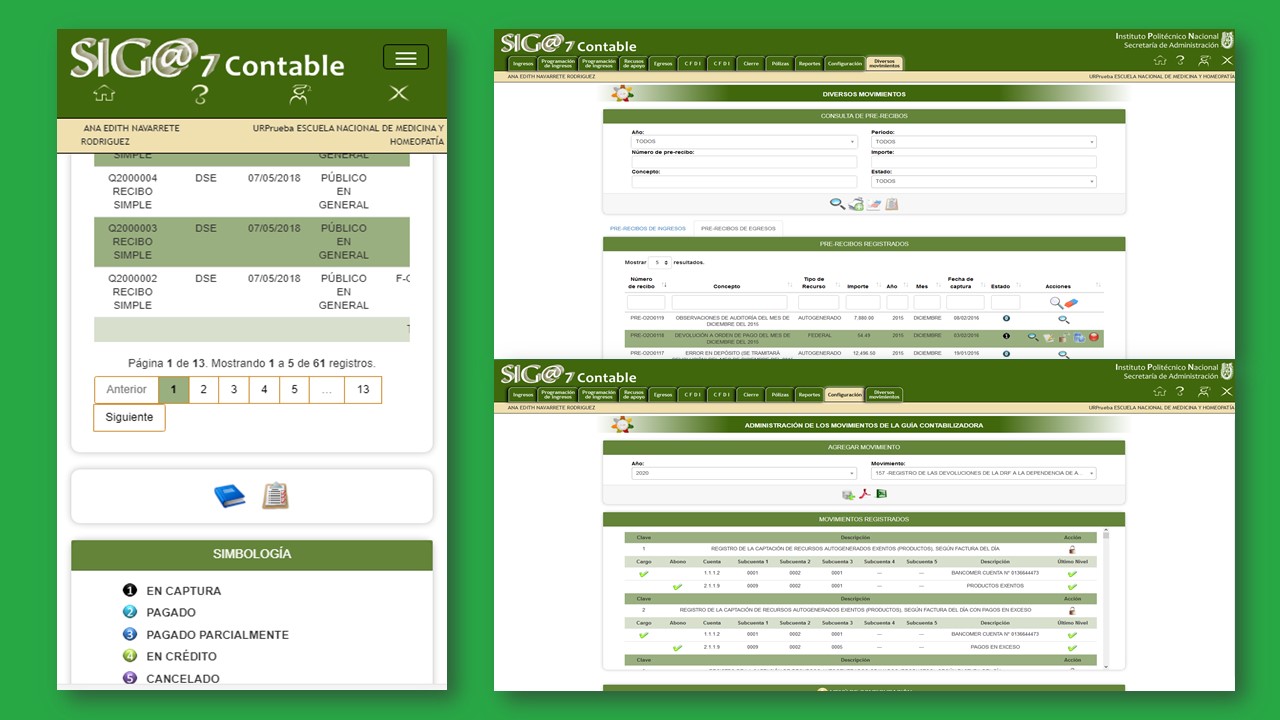 SIG@ 7 Contable
ANA EDITH NAVARRETE RODRIGUEZ
URPrueba ESCUELA NACIONAL DE MEDICINA Y HOMEOPATÍA
SIMPLE GENERAL
Q2000004 RECIBO SIMPLE DSE 07/05/2018 PÚBLICO EN GENERAL
Q2000003 RECIBO SIMPLE DSE 07/05/2018 PÚBLICO EN GENERAL
Q2000002 RECIBO SIMPLE DSE 07/05/2018 PÚBLICO EN GENERAL
Página 1 de 13. Mostrando 1 a 5 de 61 registros.
Anterior 1 2 3 4 5 ... 13
Siguiente
SIMBOLOGÍA
1 EN CAPTURA
2 PAGADO
3 PAGADO PARCIALMENTE
4 EN CRÉDITO
5 CANCELADO
SIG@ 7 Contable
Instituto Politécnico Nacional
Secretaría de Administración
Ingresos Programación de Ingresos Programación de ingresos Recusos de apoyo Egresos C F D I C F D I Cierre Pólizas Reportes Configuración Diversos movimientos
ANA EDITH NAVARRETE RODRIGUEZ URPrueba ESCUELA NACIONAL DE MEDICINA Y HOMEOPATÍA
DIVERSOS MOVIMIENTOS
CONSULTA DE PRE-RECIBOS
Año: Período:
TODOS TODOS
Número de pre-recibo: Importe:
Concepto: Estado:
TODOS
PRE-RECIBOS DE INGRESOS PRE-RECIBOS DE EGRESOS
PRE-RECIBOS REGISTRADOS
Mostrar 5 resultados.
Número de recibo Concepto Tipo de Recurso Importe Año Mes Fecha de captura Estado Acciones
PRE-O2O0119 OBSERVACIONES DE AUDITORÍA DEL MES DE DICIEMBRE DEL 2015 AUTOGENERADO 7,880.00 2015 DICIEMBRE 08/02/2016
PRE-O2O0118 DEVOLUCIÓN A ORDEN DE PAGO DEL MES DE DICIEMBRE DEL 2015 FEDERAL 54.43 2015 DICIEMBRE 03/02/2016
PRE-O2O0117 ERROR EN DEPÓSITO (SE TRAMITARÁ AUTOGENERADO 12,496.50 2015 DICIEMBRE 19/01/2016
SIG@ 7 Contable
Instituto Politécnico Nacional
Secretaría de Administración
Ingresos Programación de Ingresos Programación de ingresos Recusos de apoyo Egresos C F D I C F D I Cierre Pólizas Reportes Configuración Diversos movimientos
ANA EDITH NAVARRETE RODRIGUEZ URPrueba ESCUELA NACIONAL DE MEDICINA Y HOMEOPATÍA
ADMINISTRACIÓN DE LOS MOVIMIENTOS DE LA GUÍA CONTABILIZADORA
AGREGAR MOVIMIENTO
Año: Movimiento:
2020 157 -REGISTRO DE LAS DEVOLUCIONES DE LA DRF A LA DEPENDENCIA DE A...
MOVIMIENTOS REGISTRADOS
Clave Descripción Acción
1 REGISTRO DE LA CAPTACIÓN DE RECURSOS AUTOGENERADOS EXENTOS (PRODUCTOS), SEGÚN FACTURA DEL DÍA
Cargo Abono Cuenta Subcuenta 1 Subcuenta 2 Subcuenta 3 Subcuenta 4 Subcuenta 5 Descripción Último Nivel
1.1.1.2 0001 0002 0001 --- --- BANCOMER CUENTA N° 0136644473
2.1.1.9 0009 0002 0001 --- --- PRODUCTOS EXENTOS
Clave Descripción Acción
2 REGISTRO DE LA CAPTACIÓN DE RECURSOS AUTOGENERADOS EXENTOS (PRODUCTOS), SEGÚN FACTURA DEL DÍA CON PAGOS EN EXCESO
Cargo Abono Cuenta Subcuenta 1 Subcuenta 2 Subcuenta 3 Subcuenta 4 Subcuenta 5 Descripción Último Nivel
1.1.1.2 0001 0002 0001 --- --- BANCOMER CUENTA N° 0136644473
2.1.1.9 0009 0002 0005 --- --- PAGOS EN EXCESO
Clave Descripción Acción